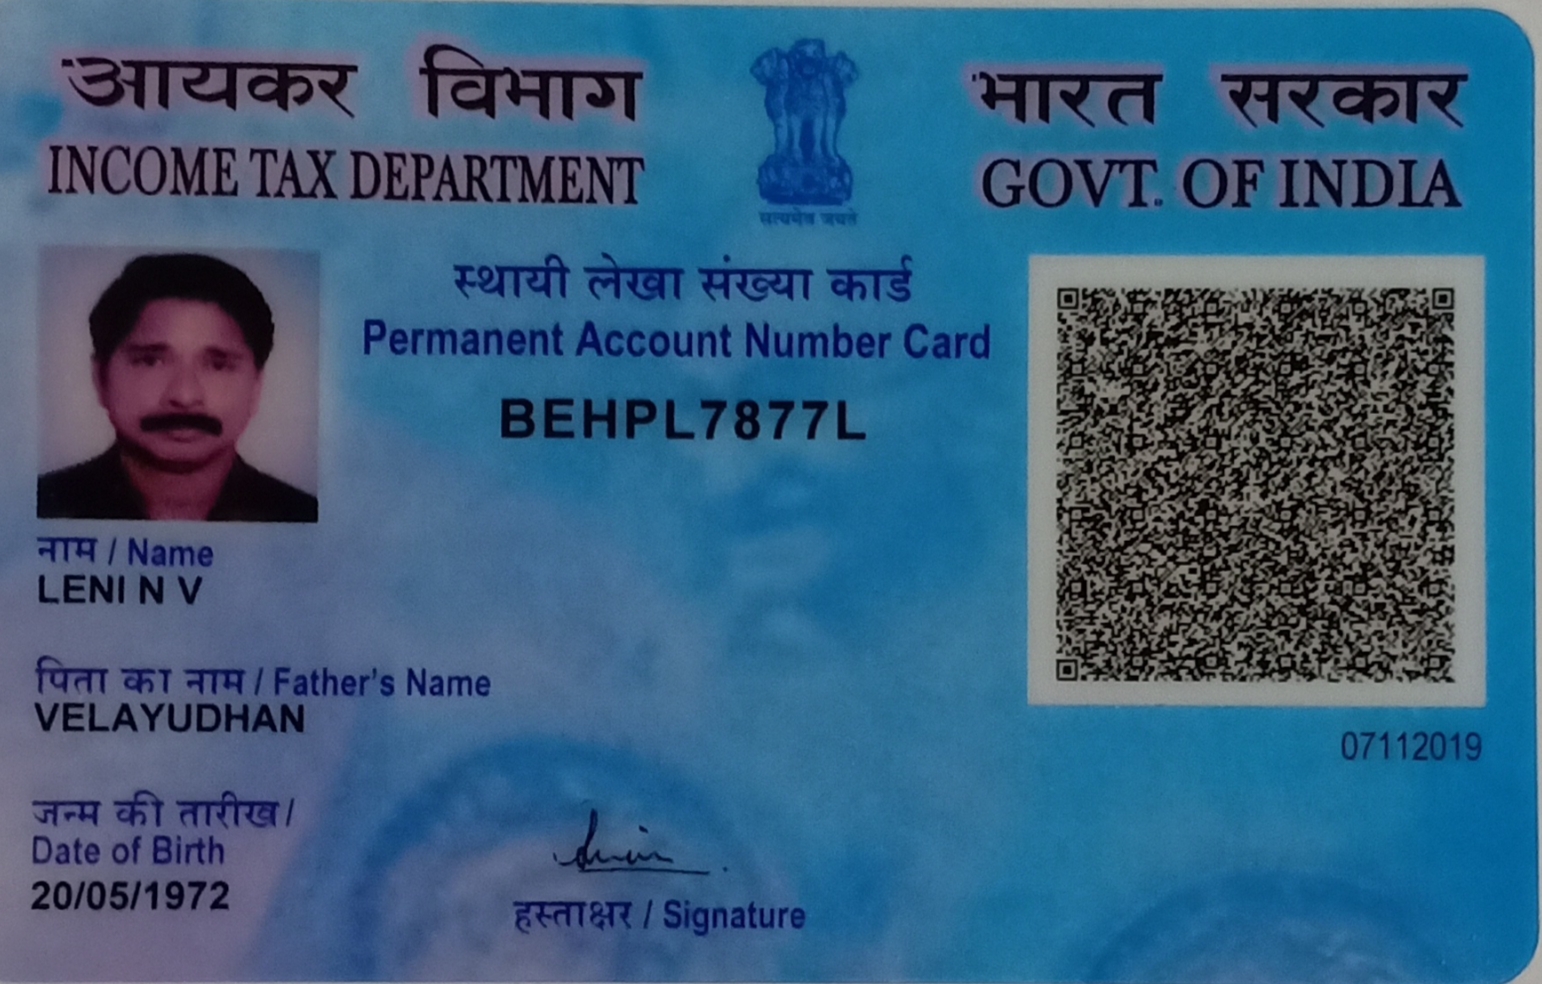 आयकर विभाग
INCOME TAX DEPARTMENT
सत्यमेव जयते
भारत सरकार
GOVT. OF INDIA
स्थायी लेखा संख्या कार्ड
Permanent Account Number Card
BEHPL7877L
नाम / Name
LENI N V
पिता का नाम / Father's Name
VELAYUDHAN
07112019
जन्म की तारीख /
Date of Birth
20/05/1972
हस्ताक्षर / Signature